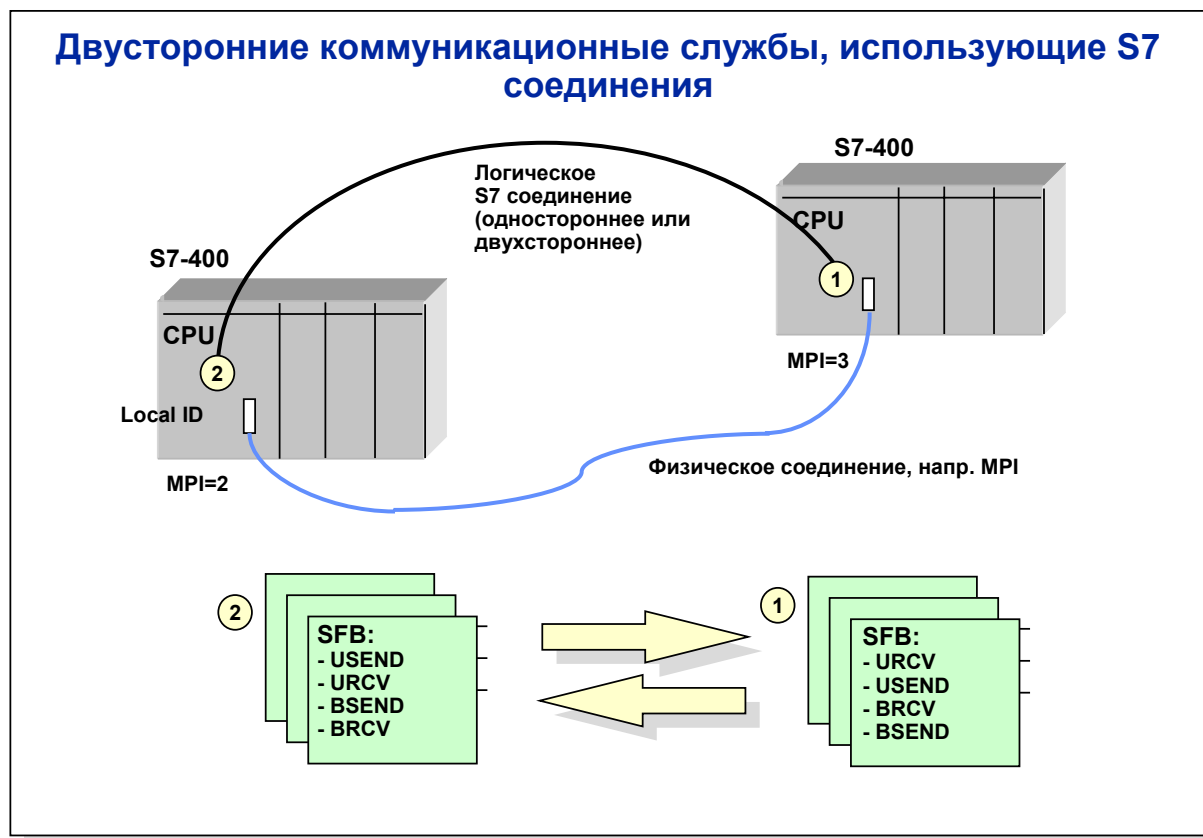 Двусторонние коммуникационные службы, использующие S7
соединения
S7-400
Логическое
S7 соединение
(одностороннее или
двухстороннее)
CPU
1
S7-400
CPU
2
MPI=3
Local ID
Физическое соединение, напр. MPI
MPI=2
2
SFB:
- USEND
- URCV
- BSEND
- BRCV
1
SFB:
- URCV
- USEND
- BRCV
- BSEND